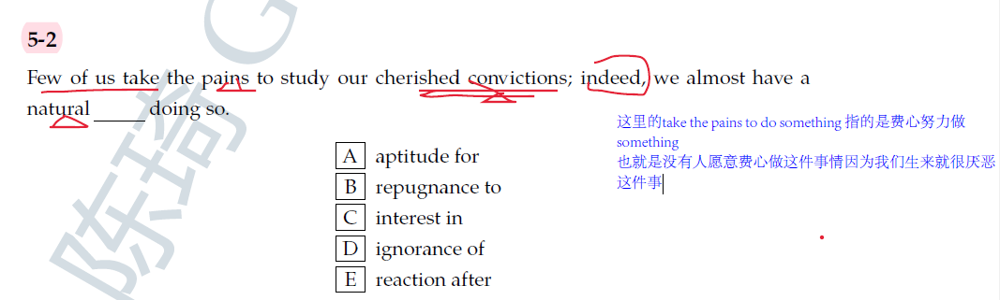 5-2
Few of us take the pains to study our cherished convictions; indeed, we almost have a
natural _____ doing so.
这里的take the pains to do something 指的是费心努力做
something
也就是没有人愿意费心做这件事情因为我们生来就很厌恶
这件事
A aptitude for
B repugnance to
C interest in
D ignorance of
E reaction after
陈琦 G